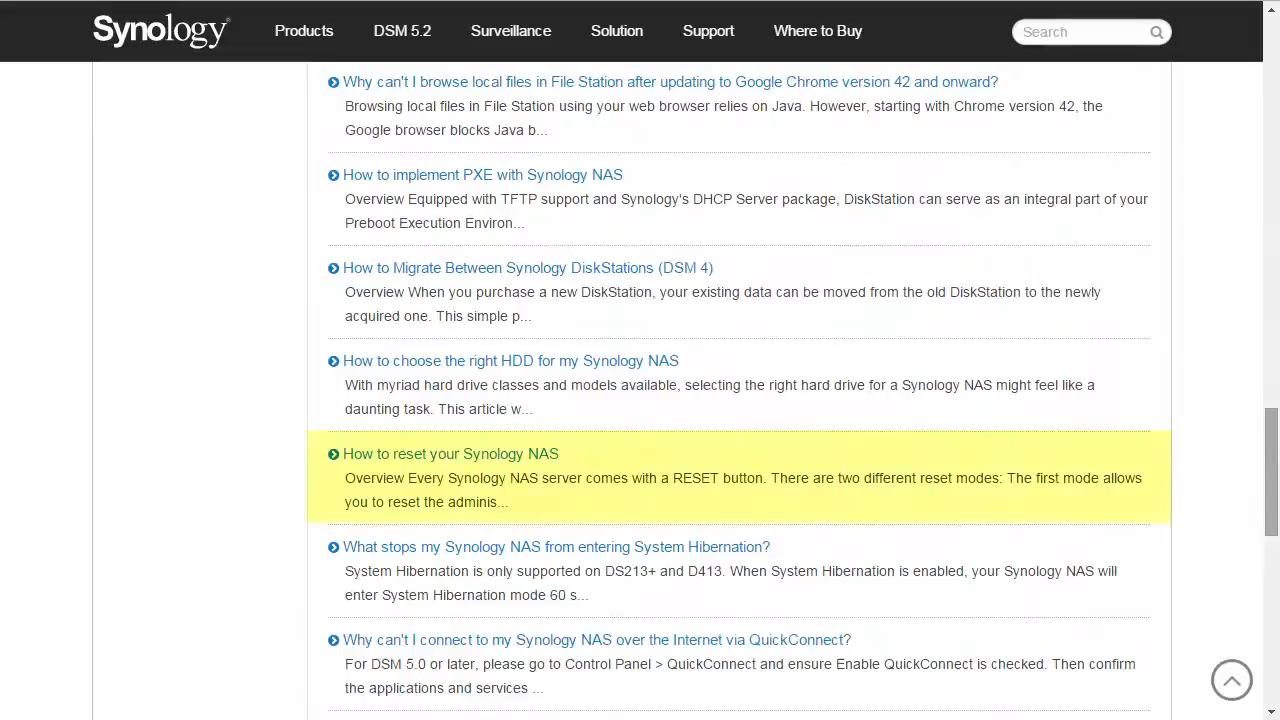 Synology
Products DSM 5.2 Surveillance Solution Support Where to Buy Search
Why can't I browse local files in File Station after updating to Google Chrome version 42 and onward?
Browsing local files in File Station using your web browser relies on Java. However, starting with Chrome version 42, the
Google browser blocks Java b...
How to implement PXE with Synology NAS
Overview Equipped with TFTP support and Synology's DHCP Server package, DiskStation can serve as an integral part of your
Preboot Execution Environ...
How to Migrate Between Synology DiskStations (DSM 4)
Overview When you purchase a new DiskStation, your existing data can be moved from the old DiskStation to the newly
acquired one. This simple p...
How to choose the right HDD for my Synology NAS
With myriad hard drive classes and models available, selecting the right hard drive for a Synology NAS might feel like a
daunting task. This article w...
How to reset your Synology NAS
Overview Every Synology NAS server comes with a RESET button. There are two different reset modes: The first mode allows
you to reset the adminis...
What stops my Synology NAS from entering System Hibernation?
System Hibernation is only supported on DS213+ and D413. When System Hibernation is enabled, your Synology NAS will
enter System Hibernation mode 60 s...
Why can't I connect to my Synology NAS over the Internet via QuickConnect?
For DSM 5.0 or later, please go to Control Panel > QuickConnect and ensure Enable QuickConnect is checked. Then confirm
the applications and services ...